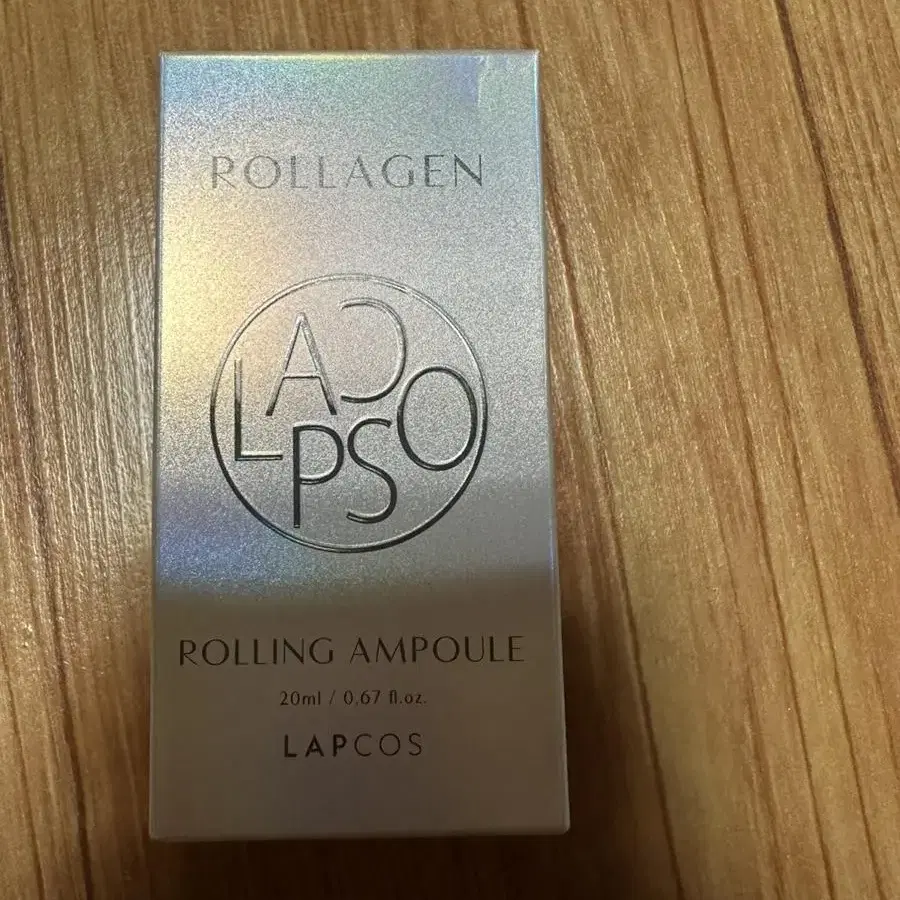 ROLLAGEN
LAPCOS
ROLLING AMPOULE
20ml / 0.67 fl.oz.
LAPCOS